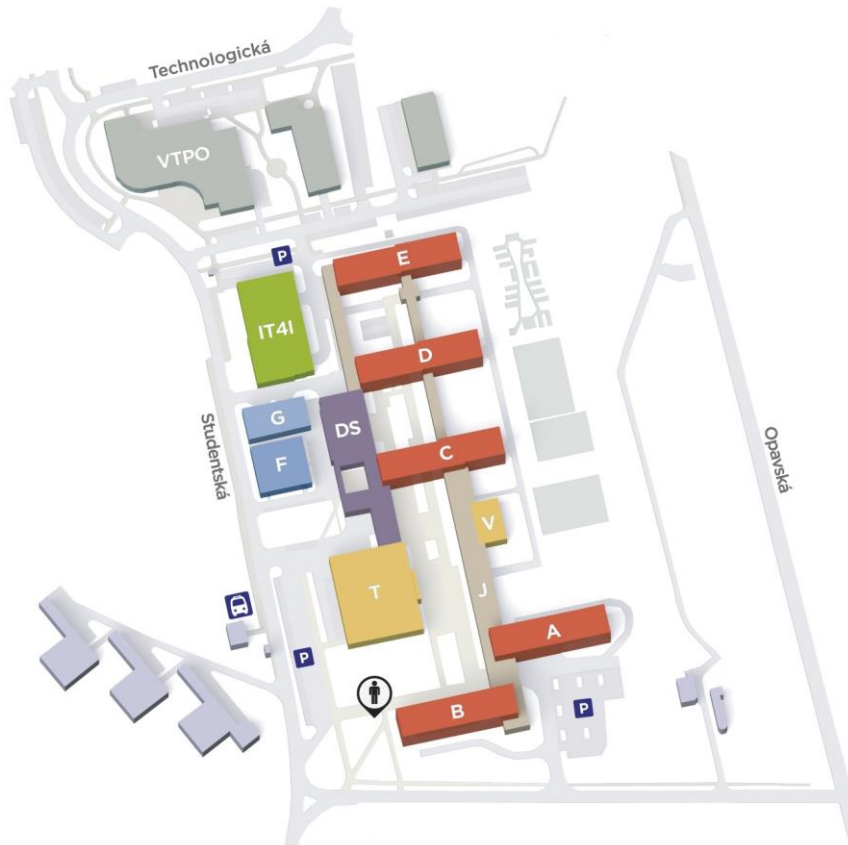 Technologická
VTPO
P
E
IT4I
D
G
DS
C
F
Studentská
Opavská
V
J
T
A
P
B
P